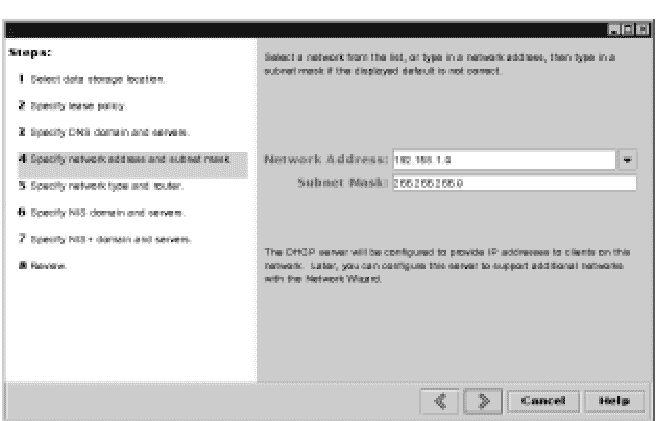 Steps:
1 Select data storage location.
2 Specify lease policy.
3 Specify DNS domain and servers.
4 Specify network address and subnet mask.
5 Specify network type and router.
6 Specify NIS domain and servers.
7 Specify NIS+ domain and servers.
8 Review.
Select a network from the list, or type in a network address, then type in a
subnet mask if the displayed default is not correct.
Network Address:
Subnet Mask: 255.255.255.0
The DHCP server will be configured to provide IP addresses to clients on this
network. Later, you can configure this server to support additional networks
with the Network Wizard.
Cancel
Help